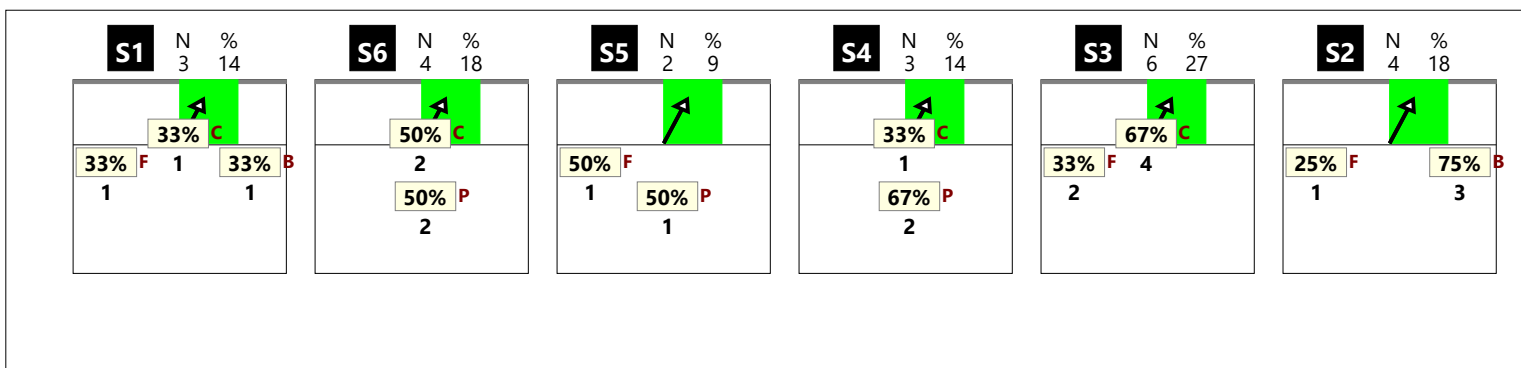 S1 N % 3 14
33% C
1
33% F
1
33% B
1
S6 N % 4 18
50% C
2
50% P
2
S5 N % 2 9
50% F
1
50% P
1
S4 N % 3 14
33% C
1
67% P
2
S3 N % 6 27
67% C
4
33% F
2
S2 N % 4 18
25% F
1
75% B
3